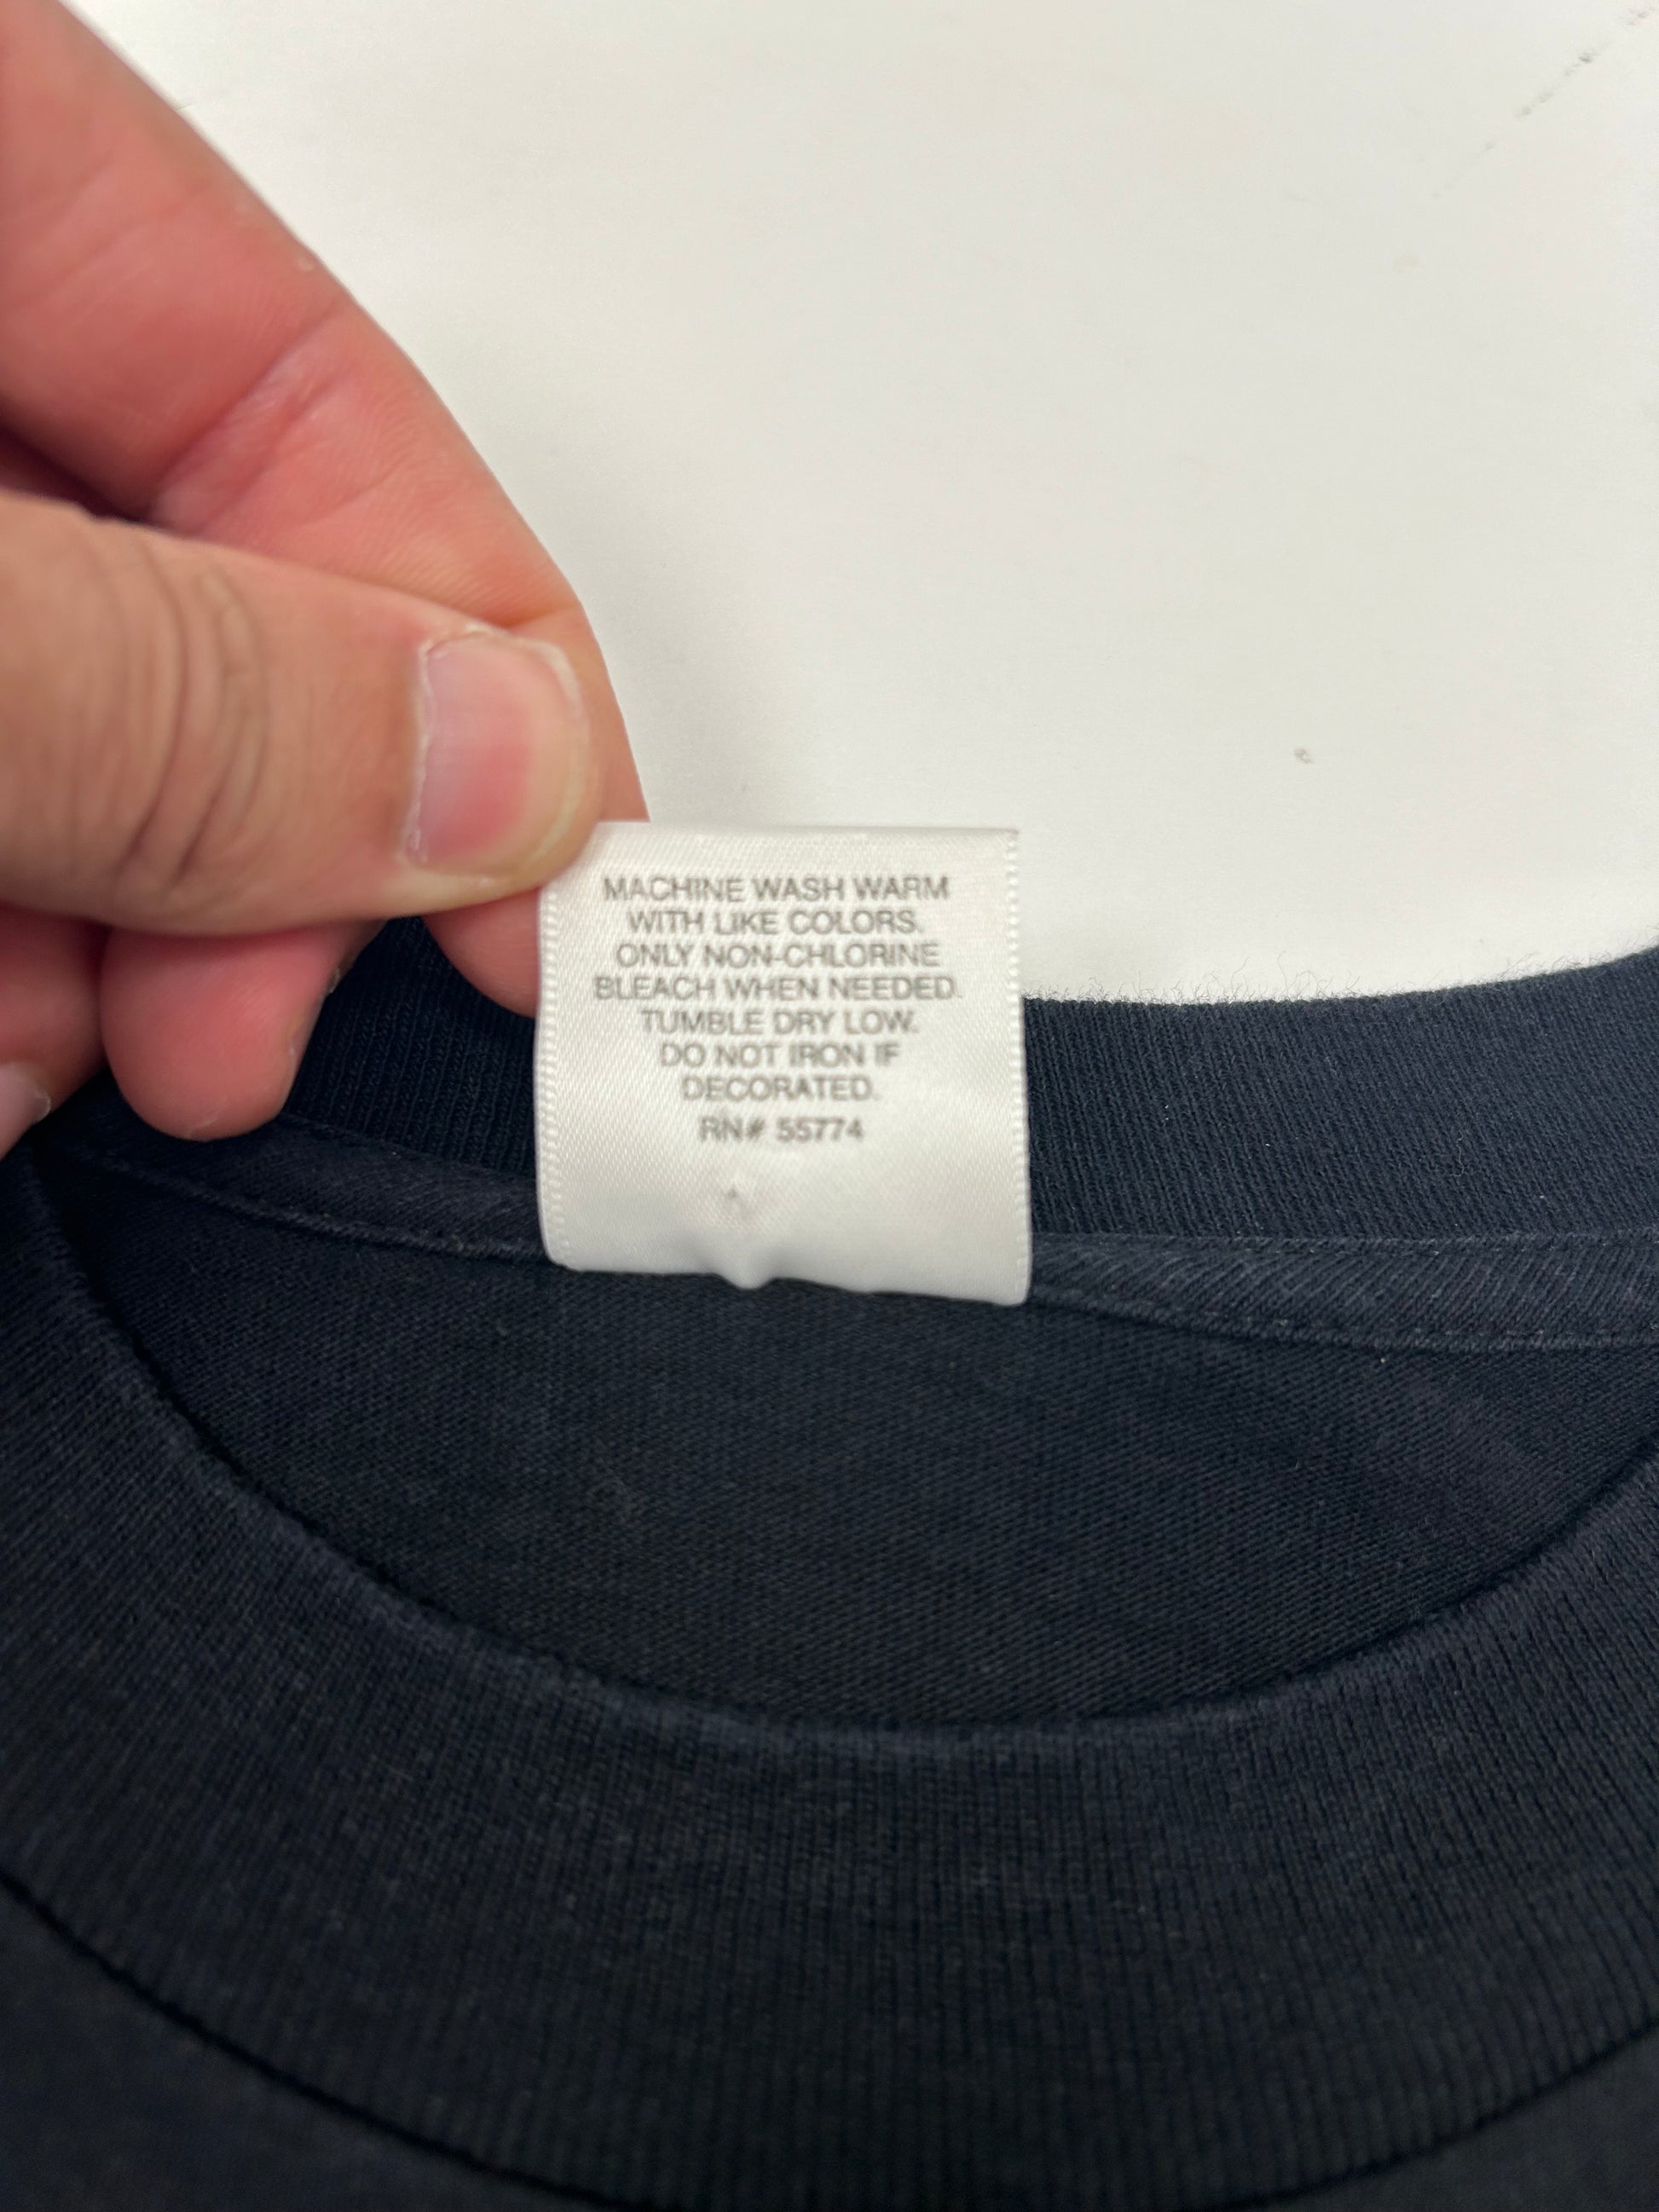 MACHINE WASH WARM
WITH LIKE COLORS.
ONLY NON-CHLORINE
BLEACH WHEN NEEDED.
TUMBLE DRY LOW.
DO NOT IRON IF
DECORATED.
RN# 55774